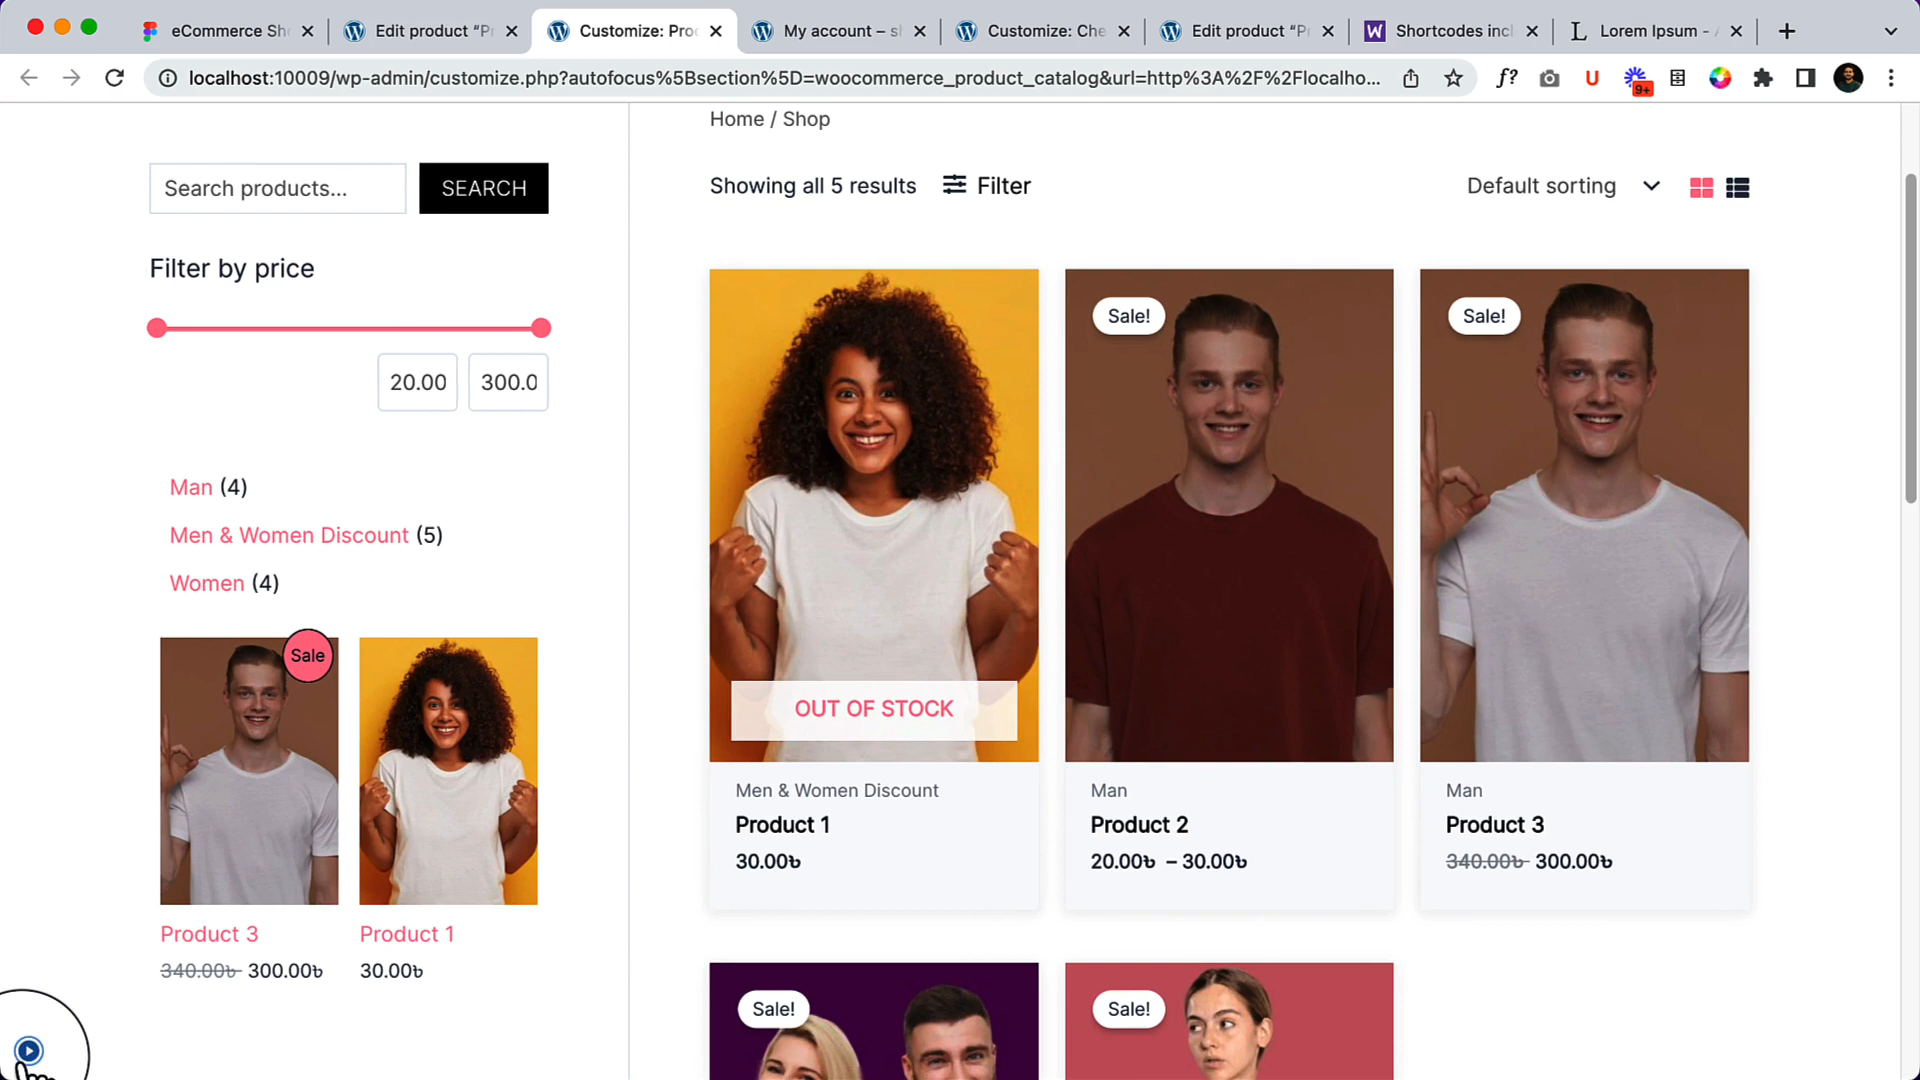 eCommerce Sh
Edit product “Pr
Customize: Proc
My account – sl
Customize: Che
Edit product “Pr
Shortcodes incl
Lorem Ipsum - A
localhost:10009/wp-admin/customize.php?autofocus%5Bsection%5D=woocommerce_product_catalog&url=http%3A%2F%2Flocalho...
f?
U
9+
Home / Shop
Search products...
SEARCH
Showing all 5 results
Filter
Default sorting
Filter by price
20.00
300.0
Man (4)
Men & Women Discount (5)
Women (4)
Sale
Product 3
340.00৳ 300.00৳
Product 1
30.00৳
OUT OF STOCK
Men & Women Discount
Product 1
30.00৳
Sale!
Man
Product 2
20.00৳ – 30.00৳
Sale!
Man
Product 3
340.00৳ 300.00৳
Sale!
Sale!